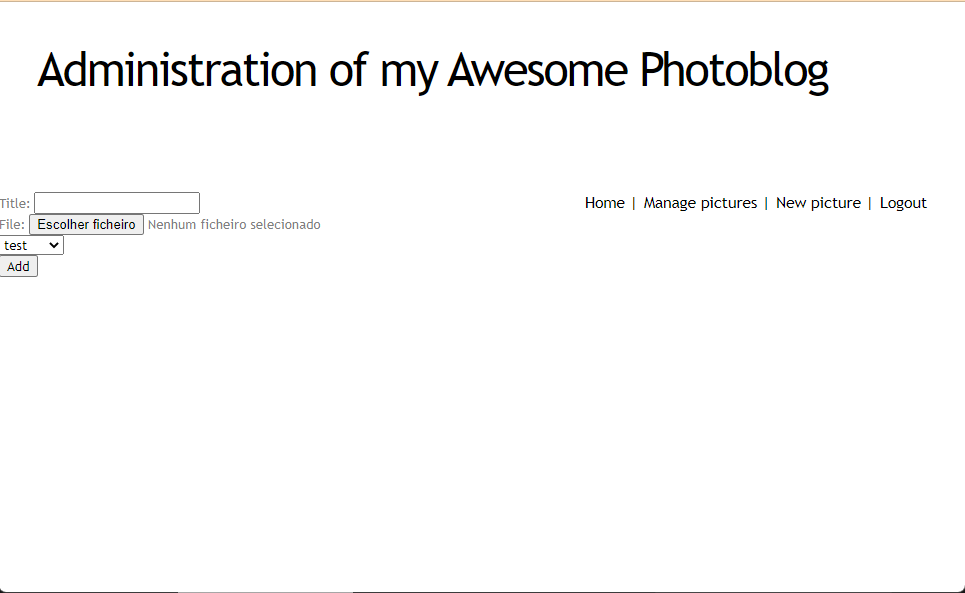 Administration of my Awesome Photoblog
Home | Manage pictures | New picture | Logout
Title:
File: Escolher ficheiro Nenhum ficheiro selecionado
test
Add